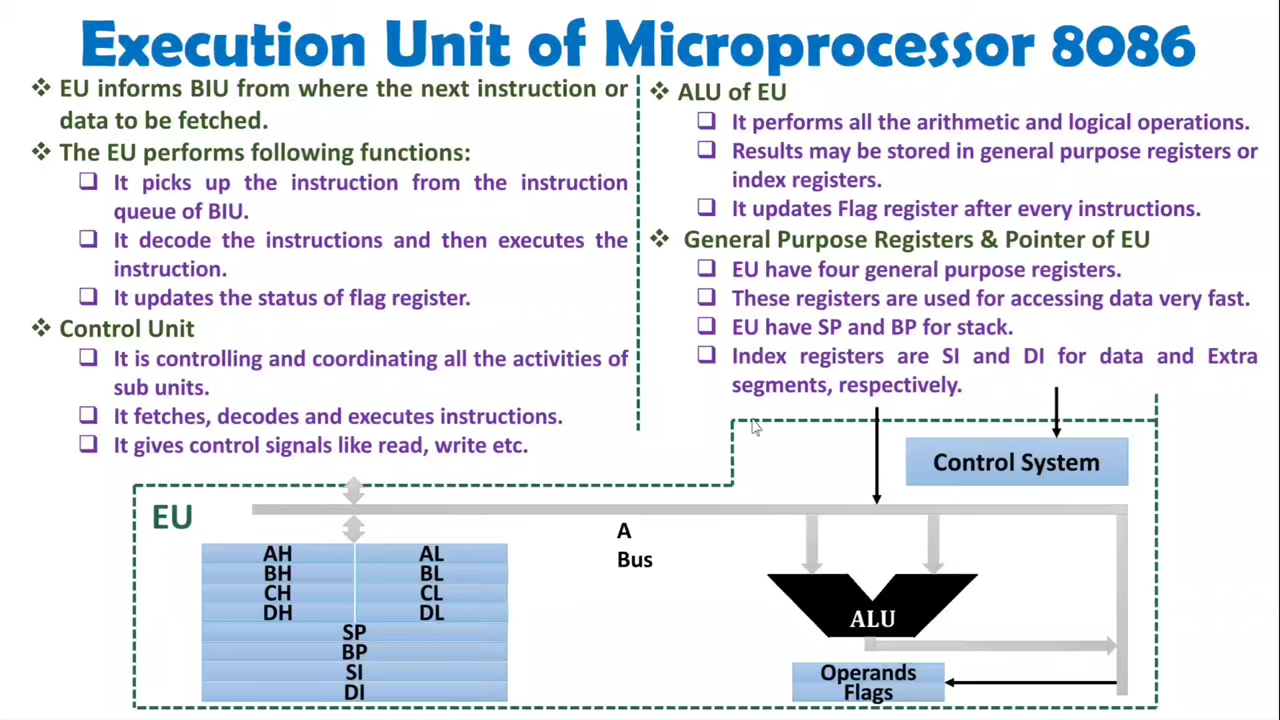 Execution Unit of Microprocessor 8086
❖ EU informs BIU from where the next instruction or
data to be fetched.
❖ The EU performs following functions:
❑ It picks up the instruction from the instruction
queue of BIU.
❑ It decode the instructions and then executes the
instruction.
❑ It updates the status of flag register.
❖ Control Unit
❑ It is controlling and coordinating all the activities of
sub units.
❑ It fetches, decodes and executes instructions.
❑ It gives control signals like read, write etc.
❖ ALU of EU
❑ It performs all the arithmetic and logical operations.
❑ Results may be stored in general purpose registers or
index registers.
❑ It updates Flag register after every instructions.
❖ General Purpose Registers & Pointer of EU
❑ EU have four general purpose registers.
❑ These registers are used for accessing data very fast.
❑ EU have SP and BP for stack.
❑ Index registers are SI and DI for data and Extra
segments, respectively.
Control System
EU
A
Bus
AH AL
BH BL
CH CL
DH DL
SP
BP
SI
DI
ALU
Operands
Flags